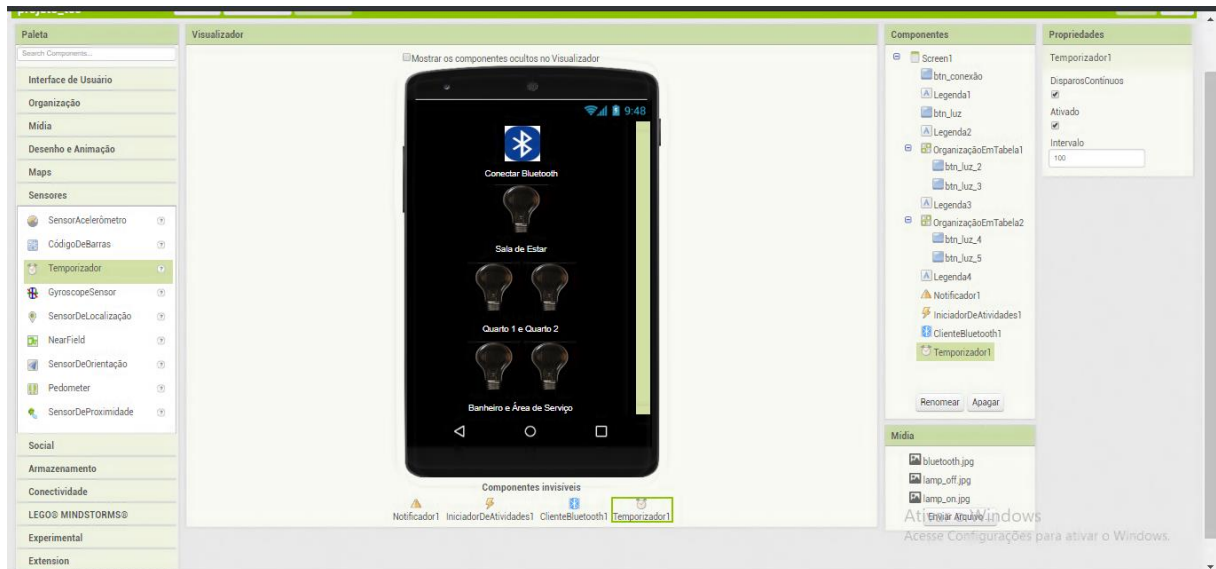 Paleta
Search Components...
Interface de Usuário
Organização
Mídia
Desenho e Animação
Maps
Sensores
SensorAcelerômetro
CódigoDeBarras
Temporizador
GyroscopeSensor
SensorDeLocalização
NearField
SensorDeOrientação
Pedometer
SensorDeProximidade
Social
Armazenamento
Conectividade
LEGO® MINDSTORMS®
Experimental
Extension
Visualizador
Mostrar os componentes ocultos no Visualizador
9:48
Conectar Bluetooth
Sala de Estar
Quarto 1 e Quarto 2
Banheiro e Área de Serviço
Componentes invisíveis
Notificador1 IniciadorDeAtividades1 ClienteBluetooth1 Temporizador1
Componentes
Screen1
btn_conexão
Legenda1
btn_luz
Legenda2
OrganizaçãoEmTabela1
btn_luz_2
btn_luz_3
Legenda3
OrganizaçãoEmTabela2
btn_luz_4
btn_luz_5
Legenda4
Notificador1
IniciadorDeAtividades1
ClienteBluetooth1
Temporizador1
Renomear Apagar
Mídia
bluetooth.jpg
lamp_off.jpg
lamp_on.jpg
Enviar Arquivo ...
Propriedades
Temporizador1
DisparosContínuos
Ativado
Intervalo
100
Ativar o Windows
Acesse Configurações para ativar o Windows.